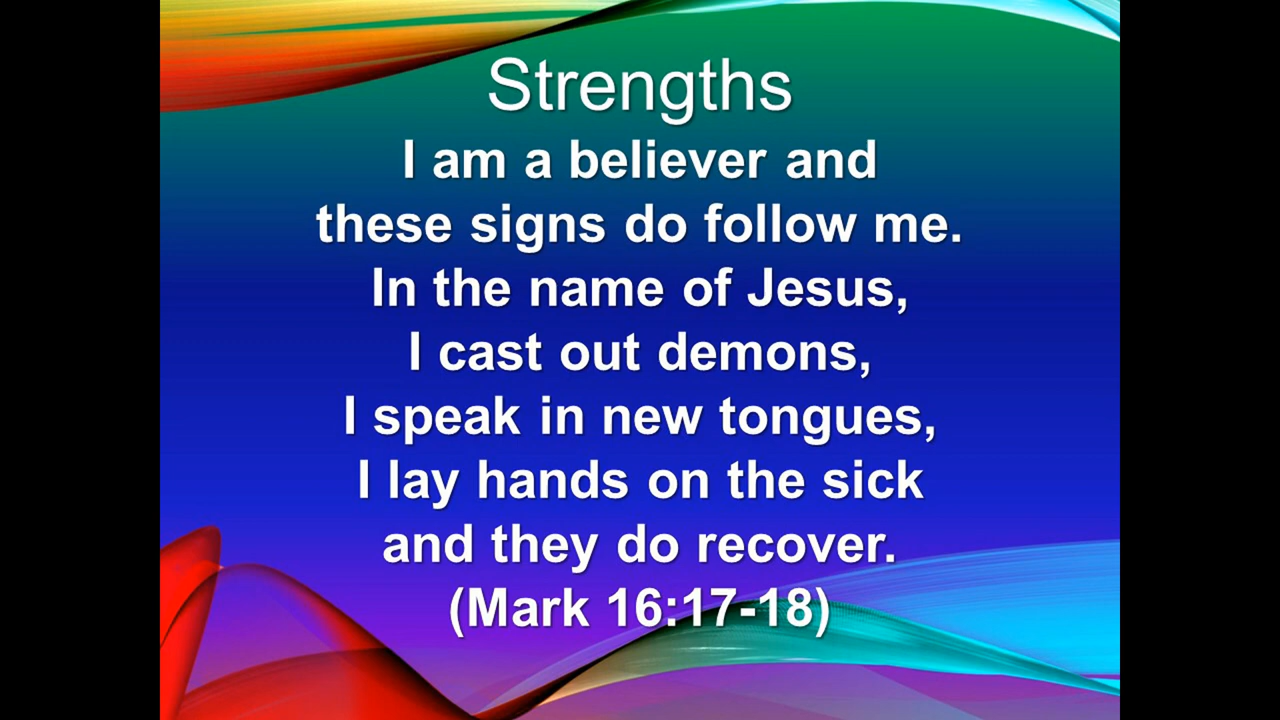 Strengths
I am a believer and
these signs do follow me.
In the name of Jesus,
I cast out demons,
I speak in new tongues,
I lay hands on the sick
and they do recover.
(Mark 16:17-18)